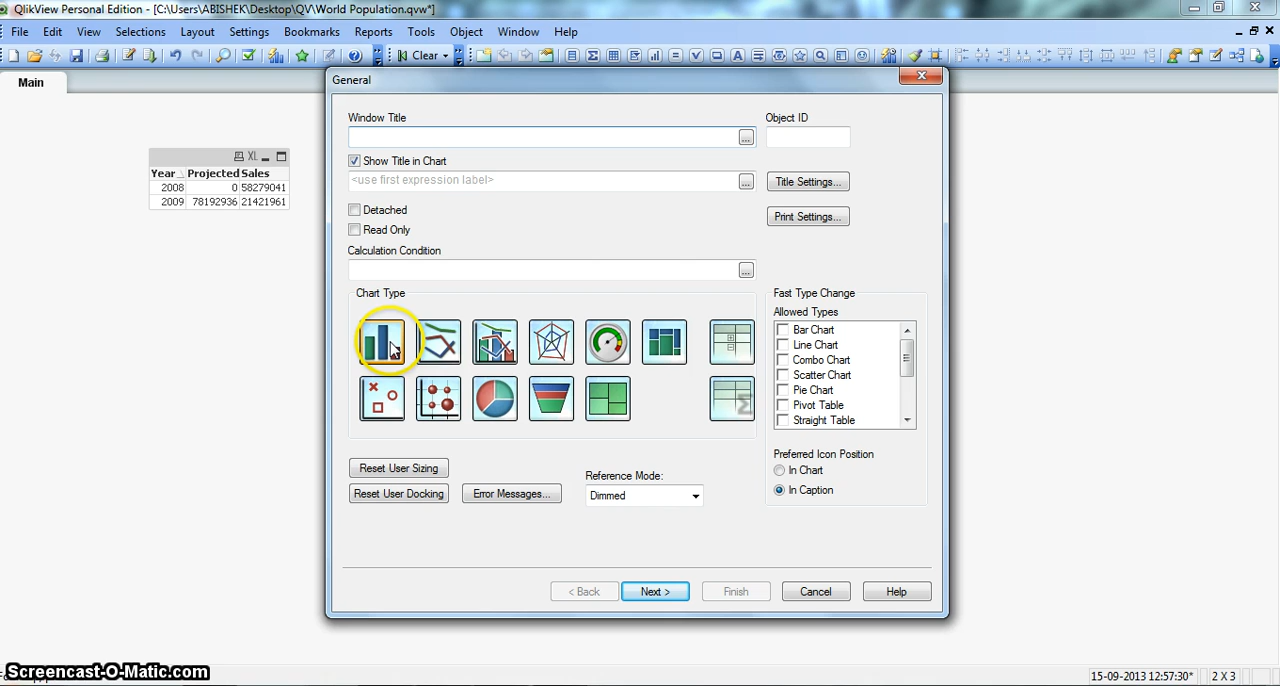 QlikView Personal Edition - [C:\Users\ABISHEK\Desktop\QV\World Population.qvw*]
File Edit View Selections Layout Settings Bookmarks Reports Tools Object Window Help
Clear
Main
General
Window Title
Object ID
Show Title in Chart
<use first expression label>
Title Settings...
Detached
Print Settings...
Read Only
Calculation Condition
XL
Year Projected Sales
2008 0 58279041
2009 78192936 21421961
Chart Type
Fast Type Change
Allowed Types
Bar Chart
Line Chart
Combo Chart
Scatter Chart
Pie Chart
Pivot Table
Straight Table
Preferred Icon Position
In Chart
In Caption
Reset User Sizing
Reset User Docking
Error Messages...
Reference Mode:
Dimmed
< Back
Next >
Finish
Cancel
Help
Screencast-O-Matic.com
15-09-2013 12:57:30*
2 X 3